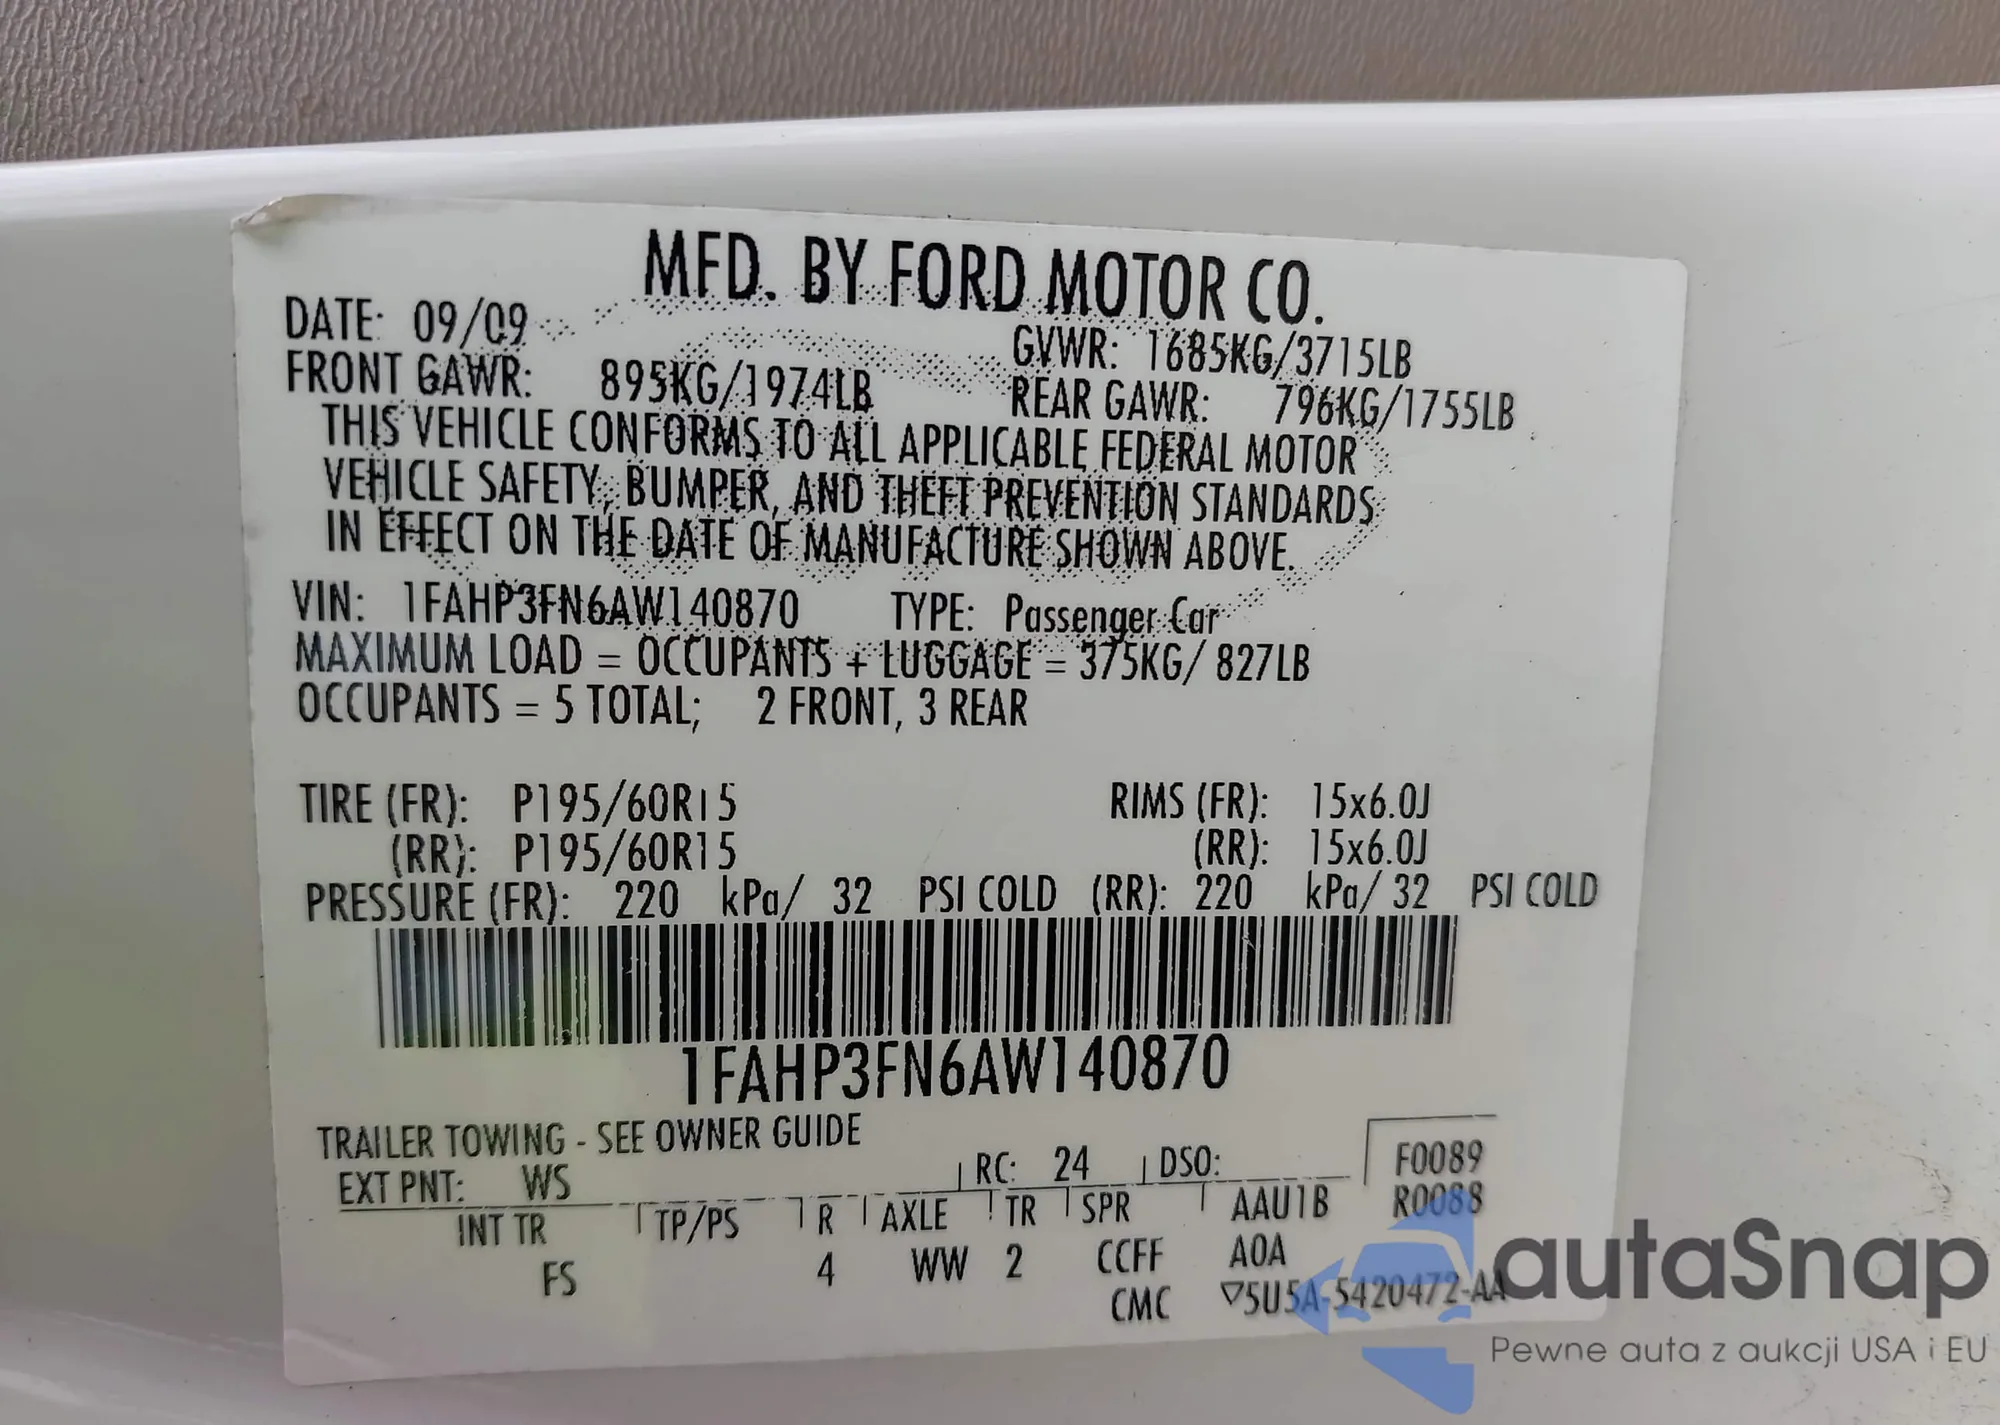 MFD. BY FORD MOTOR CO.
DATE: 09/09
GVWR: 1685KG/3715LB
FRONT GAWR: 895KG/1974LB
REAR GAWR: 796KG/1755LB
THIS VEHICLE CONFORMS TO ALL APPLICABLE FEDERAL MOTOR
VEHICLE SAFETY, BUMPER, AND THEFT PREVENTION STANDARDS
IN EFFECT ON THE DATE OF MANUFACTURE SHOWN ABOVE.
VIN: 1FAHP3FN6AW140870 TYPE: Passenger Car
MAXIMUM LOAD = OCCUPANTS + LUGGAGE = 375KG/ 827LB
OCCUPANTS = 5 TOTAL; 2 FRONT, 3 REAR
TIRE (FR): P195/60R15 RIMS (FR): 15x6.0J
(RR): P195/60R15 (RR): 15x6.0J
PRESSURE (FR): 220 kPa/ 32 PSI COLD (RR): 220 kPa/ 32 PSI COLD
1FAHP3FN6AW140870
TRAILER TOWING - SEE OWNER GUIDE
EXT PNT: WS RC: 24 DSO: F0089
INT TR TP/PS R AXLE TR SPR AAU1B R0088
FS 4 WW 2 CCFF A0A
CMC ▽5U5A-5420472-AA
autaSnap
Pewne auta z aukcji USA i EU